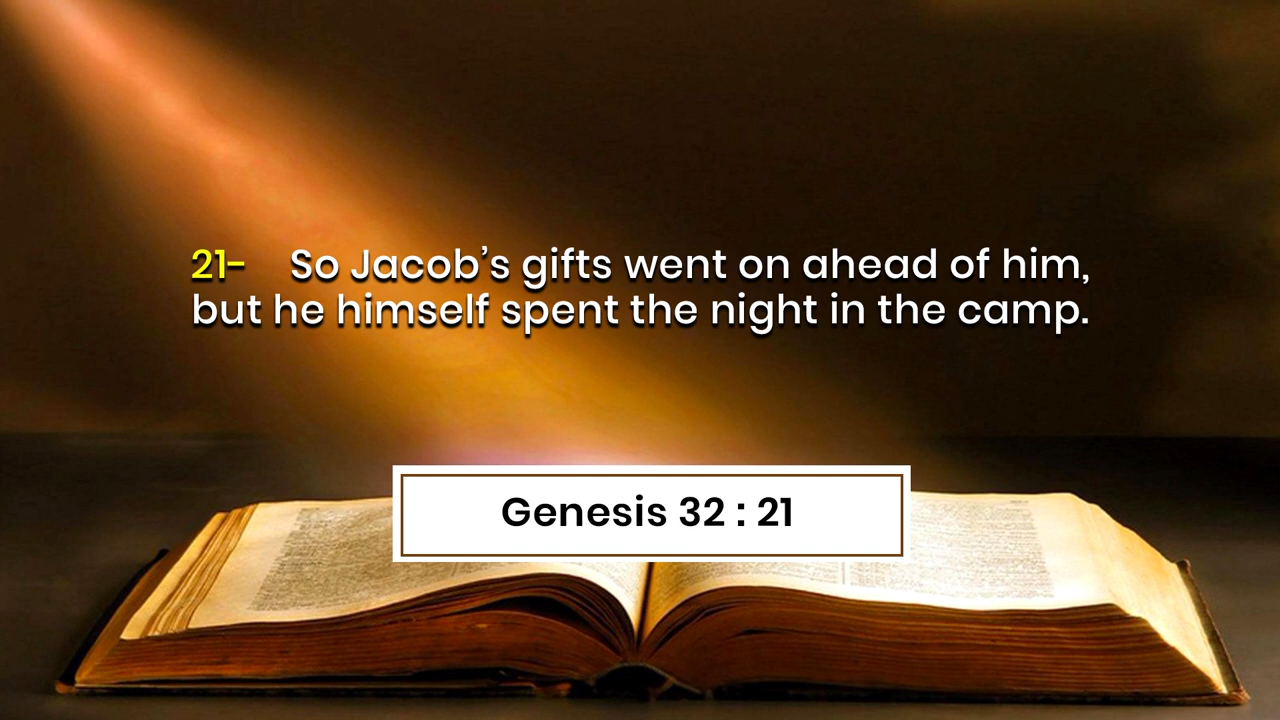 21- So Jacob’s gifts went on ahead of him,
but he himself spent the night in the camp.
Genesis 32 : 21